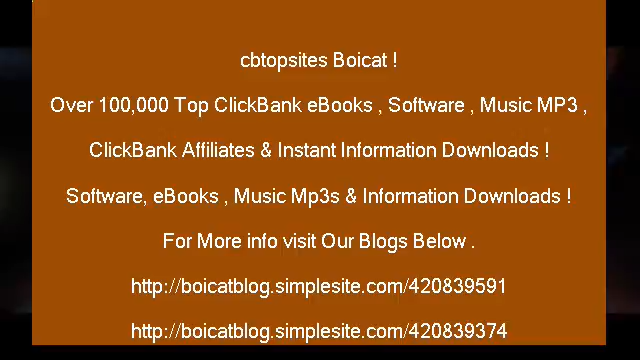 cbtopsites Boicat !
Over 100,000 Top ClickBank eBooks , Software , Music MP3 ,
ClickBank Affiliates & Instant Information Downloads !
Software, eBooks , Music Mp3s & Information Downloads !
For More info visit Our Blogs Below .
http://boicatblog.simplesite.com/420839591
http://boicatblog.simplesite.com/420839374